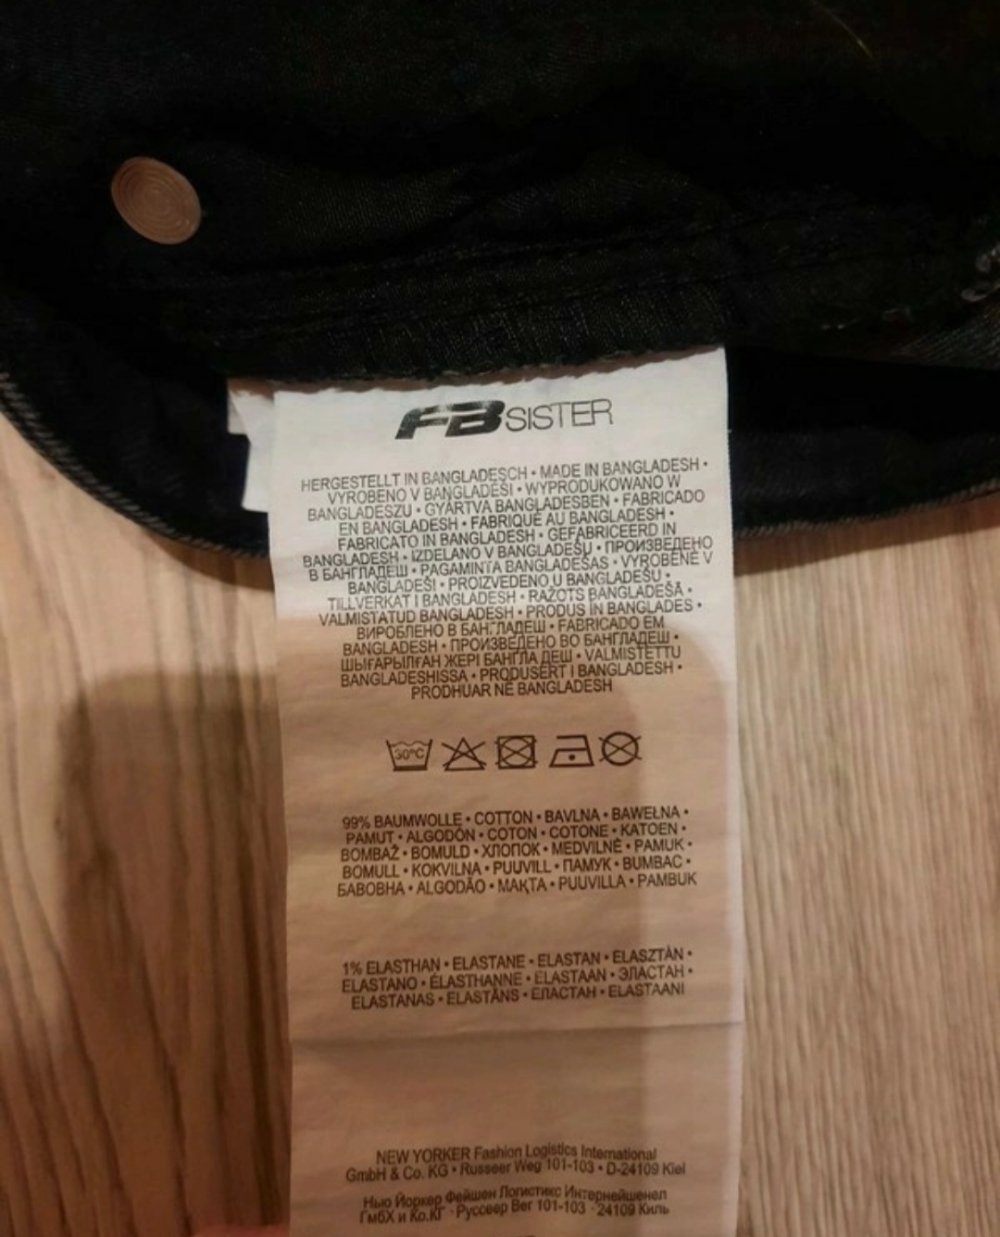 FB SISTER
HERGESTELLT IN BANGLADESCH • MADE IN BANGLADESH •
VYROBENO V BANGLADÉŠI • WYPRODUKOWANO W
BANGLADESZU • GYÁRTVA BANGLADESBEN • FABRICADO
EN BANGLADESH • FABRIQUÉ AU BANGLADESH •
FABRICATO IN BANGLADESH • GEFABRICEERD IN
BANGLADESH • IZDELANO V BANGLADEŠU • ПРОИЗВЕДЕНО
В БАНГЛАДЕШ • PAGAMINTA BANGLADEŠAS • VYROBENÉ V
BANGLADÉŠI • PROIZVEDENO U BANGLADEŠU •
TILLVERKAT I BANGLADESH • RAŽOTS BANGLADEŠĀ •
VALMISTATUD BANGLADESH • PRODUS ÎN BANGLADES •
ВИРОБЛЕНО В БАНГЛАДЕШ • FABRICADO EM
BANGLADESH • ПРОИЗВЕДЕНО ВО БАНГЛАДЕШ •
ШЫҒАРЫЛҒАН ЖЕРІ БАНГЛАДЕШ • VALMISTETTU
BANGLADESHISSA • PRODUSERT I BANGLADESH •
PRODHUAR NË BANGLADESH
30°C
99% BAUMWOLLE • COTTON • BAVLNA • BAWEŁNA •
PAMUT • ALGODÓN • COTON • COTONE • KATOEN •
BOMBAŽ • BOMULD • ХЛОПОК • MEDVILNĖ • PAMUK •
BOMULL • KOKVILNA • PUUVILL • ПАМУК • BUMBAC •
БАВОВНА • ALGODÃO • МАҚТА • PUUVILLA • PAMBUK
1% ELASTHAN • ELASTANE • ELASTAN • ELASZTÁN •
ELASTANO • ÉLASTHANNE • ELASTAAN • ЭЛАСТАН •
ELASTANAS • ELASTĀNS • ЕЛАСТАН • ELASTAANI
NEW YORKER Fashion Logistics International
GmbH & Co. KG • Russeer Weg 101-103 • D-24109 Kiel
Нью Йоркер Фейшен Логистикс Интернейшенел
ГмбХ и Ко.КГ · Руссеер Вег 101-103 · 24109 Киль